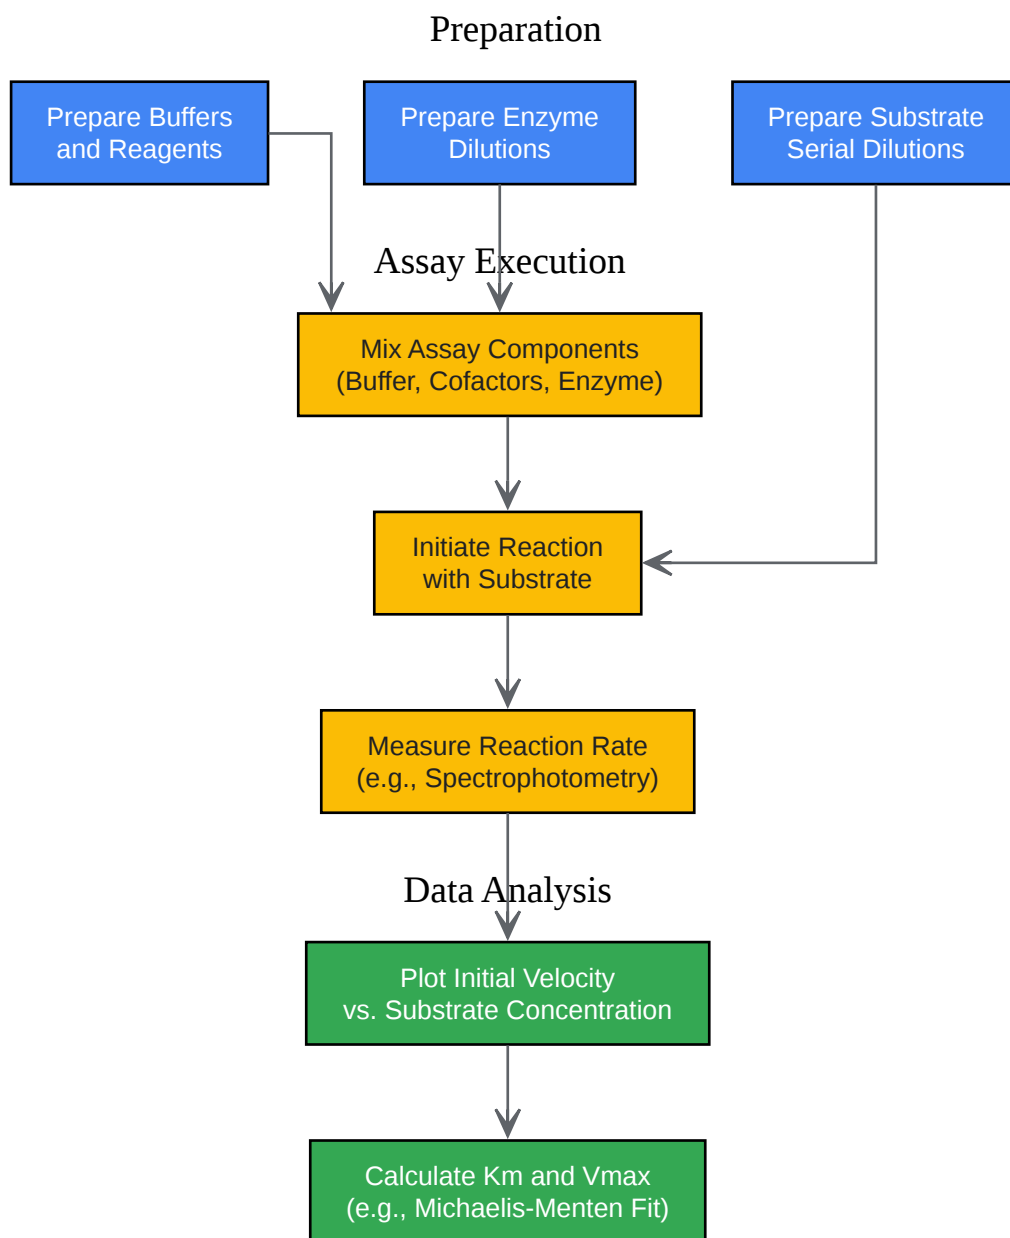 Preparation
Prepare Buffers
and Reagents
Prepare Enzyme
Dilutions
Prepare Substrate
Serial Dilutions
Assay Execution
Mix Assay Components
(Buffer, Cofactors, Enzyme)
Initiate Reaction
with Substrate
Measure Reaction Rate
(e.g., Spectrophotometry)
Data Analysis
Plot Initial Velocity
vs. Substrate Concentration
Calculate Km and Vmax
(e.g., Michaelis-Menten Fit)